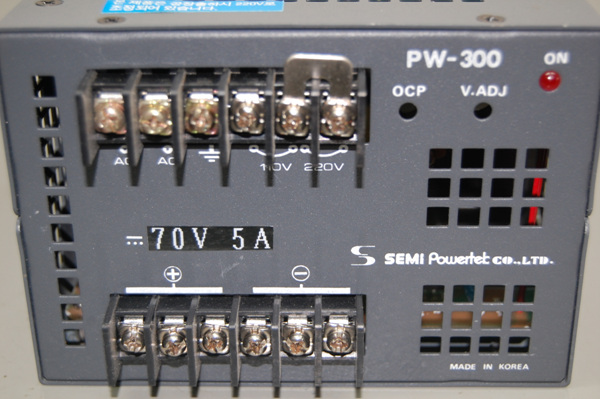 PW-300
ON
OCP
V.ADJ
AC
AC
110V
220V
70V 5A
SEMI Powertek CO.,LTD.
MADE IN KOREA